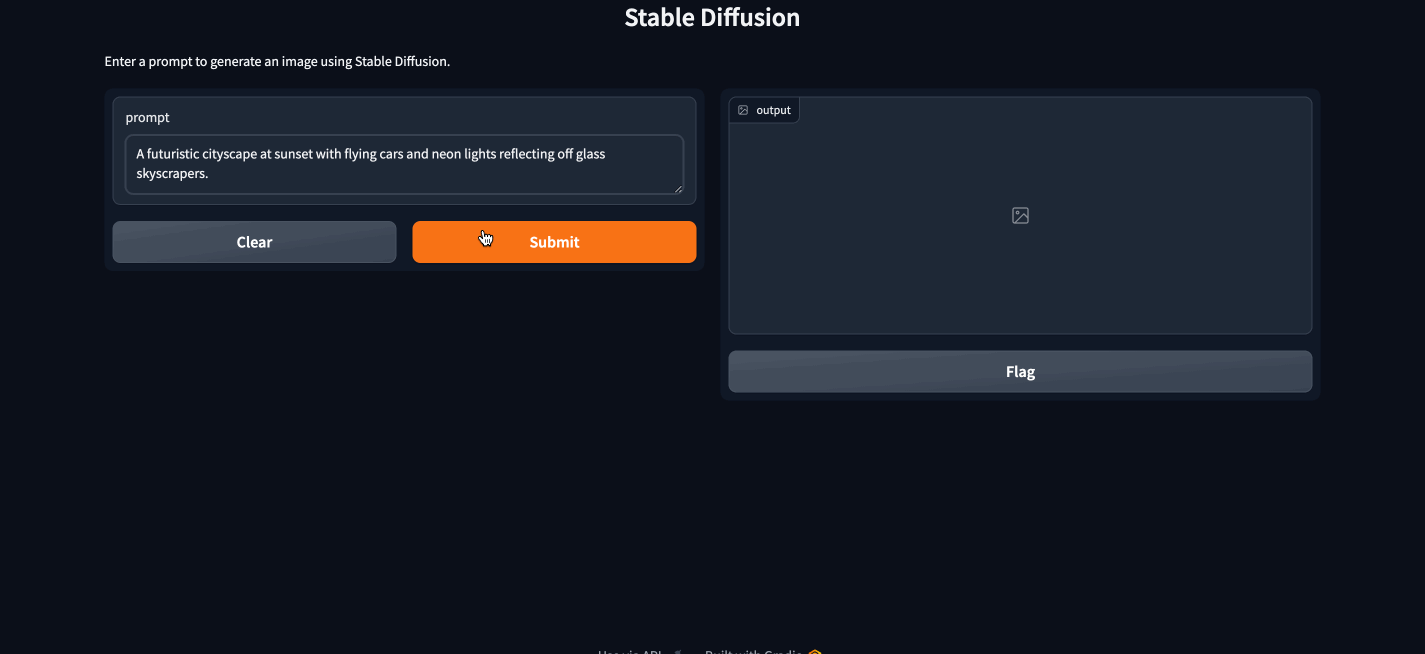 Stable Diffusion
Enter a prompt to generate an image using Stable Diffusion.
prompt
A futuristic cityscape at sunset with flying cars and neon lights reflecting off glass
skyscrapers.
Clear
Submit
output
Flag
Use via API
Built with Gradio